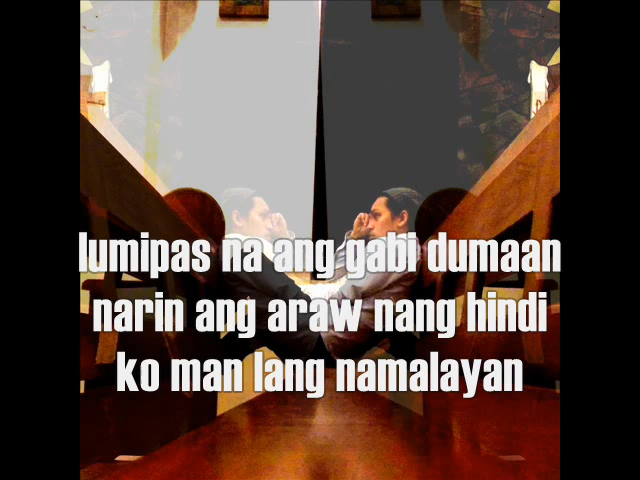 lumipas na ang gabi dumaan
narin ang araw nang hindi
ko man lang namalayan